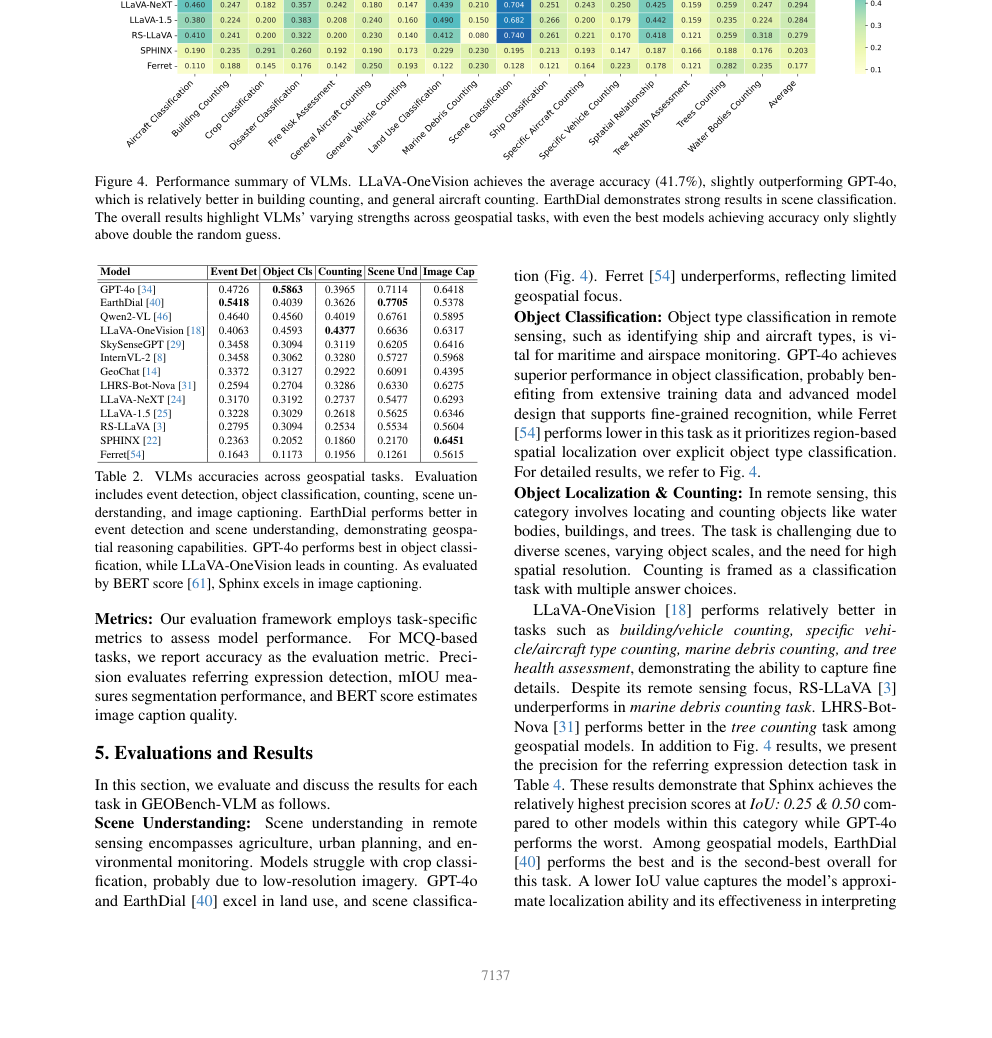 LLaVA-NeXT 0.460 0.247 0.182 0.357 0.242 0.180 0.147 0.439 0.210 0.704 0.251 0.243 0.250 0.425 0.159 0.259 0.247 0.294
LLaVA-1.5 0.380 0.224 0.200 0.383 0.208 0.240 0.160 0.490 0.150 0.682 0.266 0.200 0.179 0.442 0.159 0.235 0.224 0.284
RS-LLaVA 0.410 0.241 0.200 0.322 0.200 0.230 0.140 0.412 0.080 0.740 0.261 0.221 0.170 0.418 0.121 0.259 0.318 0.279
SPHINX 0.190 0.235 0.291 0.260 0.192 0.190 0.173 0.229 0.230 0.195 0.213 0.193 0.147 0.187 0.166 0.188 0.176 0.203
Ferret 0.110 0.188 0.145 0.176 0.142 0.250 0.193 0.122 0.230 0.128 0.121 0.164 0.223 0.178 0.121 0.282 0.235 0.177
0.4
0.3
0.2
0.1
Aircraft Classification
Building Counting
Crop Classification
Disaster Classification
Fire Risk Assessment
General Aircraft Counting
General Vehicle Counting
Land Use Classification
Marine Debris Counting
Scene Classification
Ship Classification
Specific Aircraft Counting
Specific Vehicle Counting
Sptatial Relationship
Tree Health Assessment
Trees Counting
Water Bodies Counting
Average
Figure 4. Performance summary of VLMs. LLaVA-OneVision achieves the average accuracy (41.7%), slightly outperforming GPT-4o,
which is relatively better in building counting, and general aircraft counting. EarthDial demonstrates strong results in scene classification.
The overall results highlight VLMs' varying strengths across geospatial tasks, with even the best models achieving accuracy only slightly
above double the random guess.
Model Event Det Object Cls Counting Scene Und Image Cap
GPT-4o [34] 0.4726 0.5863 0.3965 0.7114 0.6418
EarthDial [40] 0.5418 0.4039 0.3626 0.7705 0.5378
Qwen2-VL [46] 0.4640 0.4560 0.4019 0.6761 0.5895
LLaVA-OneVision [18] 0.4063 0.4593 0.4377 0.6636 0.6317
SkySenseGPT [29] 0.3458 0.3094 0.3119 0.6205 0.6416
InternVL-2 [8] 0.3458 0.3062 0.3280 0.5727 0.5968
GeoChat [14] 0.3372 0.3127 0.2922 0.6091 0.4395
LHRS-Bot-Nova [31] 0.2594 0.2704 0.3286 0.6330 0.6275
LLaVA-NeXT [24] 0.3170 0.3192 0.2737 0.5477 0.6293
LLaVA-1.5 [25] 0.3228 0.3029 0.2618 0.5625 0.6346
RS-LLaVA [3] 0.2795 0.3094 0.2534 0.5534 0.5604
SPHINX [22] 0.2363 0.2052 0.1860 0.2170 0.6451
Ferret[54] 0.1643 0.1173 0.1956 0.1261 0.5615
Table 2. VLMs accuracies across geospatial tasks. Evaluation
includes event detection, object classification, counting, scene un-
derstanding, and image captioning. EarthDial performs better in
event detection and scene understanding, demonstrating geospa-
tial reasoning capabilities. GPT-4o performs best in object classi-
fication, while LLaVA-OneVision leads in counting. As evaluated
by BERT score [61], Sphinx excels in image captioning.
Metrics: Our evaluation framework employs task-specific
metrics to assess model performance. For MCQ-based
tasks, we report accuracy as the evaluation metric. Preci-
sion evaluates referring expression detection, mIOU mea-
sures segmentation performance, and BERT score estimates
image caption quality.
5. Evaluations and Results
In this section, we evaluate and discuss the results for each
task in GEOBench-VLM as follows.
Scene Understanding: Scene understanding in remote
sensing encompasses agriculture, urban planning, and en-
vironmental monitoring. Models struggle with crop classi-
fication, probably due to low-resolution imagery. GPT-4o
and EarthDial [40] excel in land use, and scene classifica-
tion (Fig. 4). Ferret [54] underperforms, reflecting limited
geospatial focus.
Object Classification: Object type classification in remote
sensing, such as identifying ship and aircraft types, is vi-
tal for maritime and airspace monitoring. GPT-4o achieves
superior performance in object classification, probably ben-
efiting from extensive training data and advanced model
design that supports fine-grained recognition, while Ferret
[54] performs lower in this task as it prioritizes region-based
spatial localization over explicit object type classification.
For detailed results, we refer to Fig. 4.
Object Localization & Counting: In remote sensing, this
category involves locating and counting objects like water
bodies, buildings, and trees. The task is challenging due to
diverse scenes, varying object scales, and the need for high
spatial resolution. Counting is framed as a classification
task with multiple answer choices.
LLaVA-OneVision [18] performs relatively better in
tasks such as building/vehicle counting, specific vehi-
cle/aircraft type counting, marine debris counting, and tree
health assessment, demonstrating the ability to capture fine
details. Despite its remote sensing focus, RS-LLaVA [3]
underperforms in marine debris counting task. LHRS-Bot-
Nova [31] performs better in the tree counting task among
geospatial models. In addition to Fig. 4 results, we present
the precision for the referring expression detection task in
Table 4. These results demonstrate that Sphinx achieves the
relatively highest precision scores at IoU: 0.25 & 0.50 com-
pared to other models within this category while GPT-4o
performs the worst. Among geospatial models, EarthDial
[40] performs the best and is the second-best overall for
this task. A lower IoU value captures the model's approxi-
mate localization ability and its effectiveness in interpreting
7137